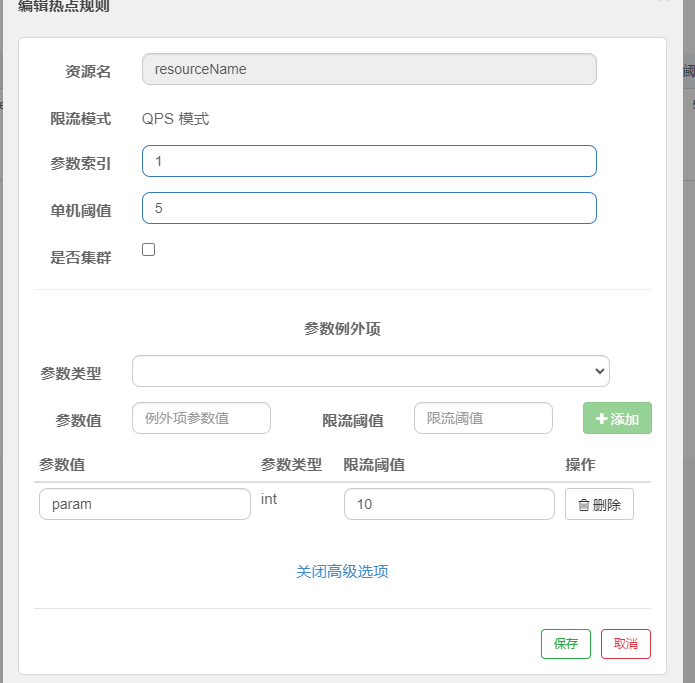 编辑热点规则
资源名 resourceName
限流模式 QPS 模式
参数索引 1
单机阈值 5
是否集群
参数例外项
参数类型
参数值 例外项参数值 限流阈值 限流阈值 添加
参数值 参数类型 限流阈值 操作
param int 10 删除
关闭高级选项
保存 取消